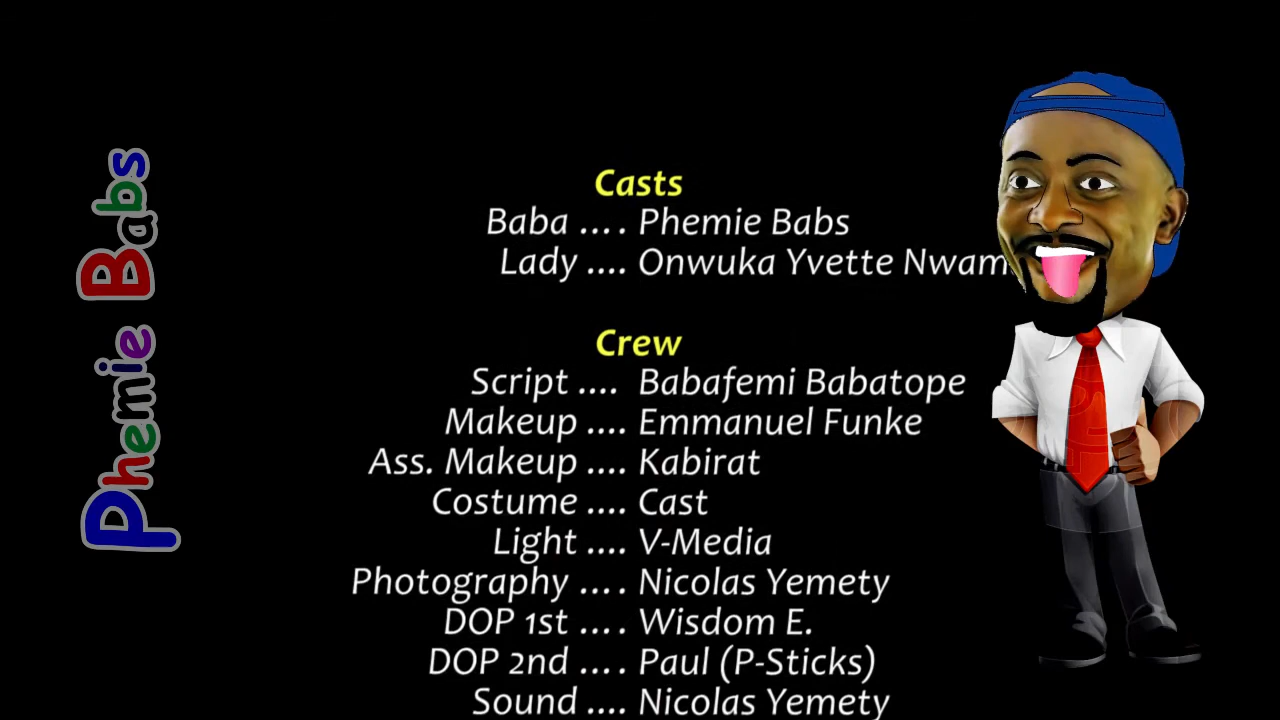 Phemie Babs
Casts
Baba .... Phemie Babs
Lady .... Onwuka Yvette
Crew
Script .... Babafemi Babatope
Makeup .... Emmanuel Funke
Ass. Makeup .... Kabirat
Costume .... Cast
Light .... V-Media
Photography .... Nicolas Yemety
DOP 1st .... Wisdom E.
DOP 2nd .... Paul (P-Sticks)
Sound .... Nicolas Yemety